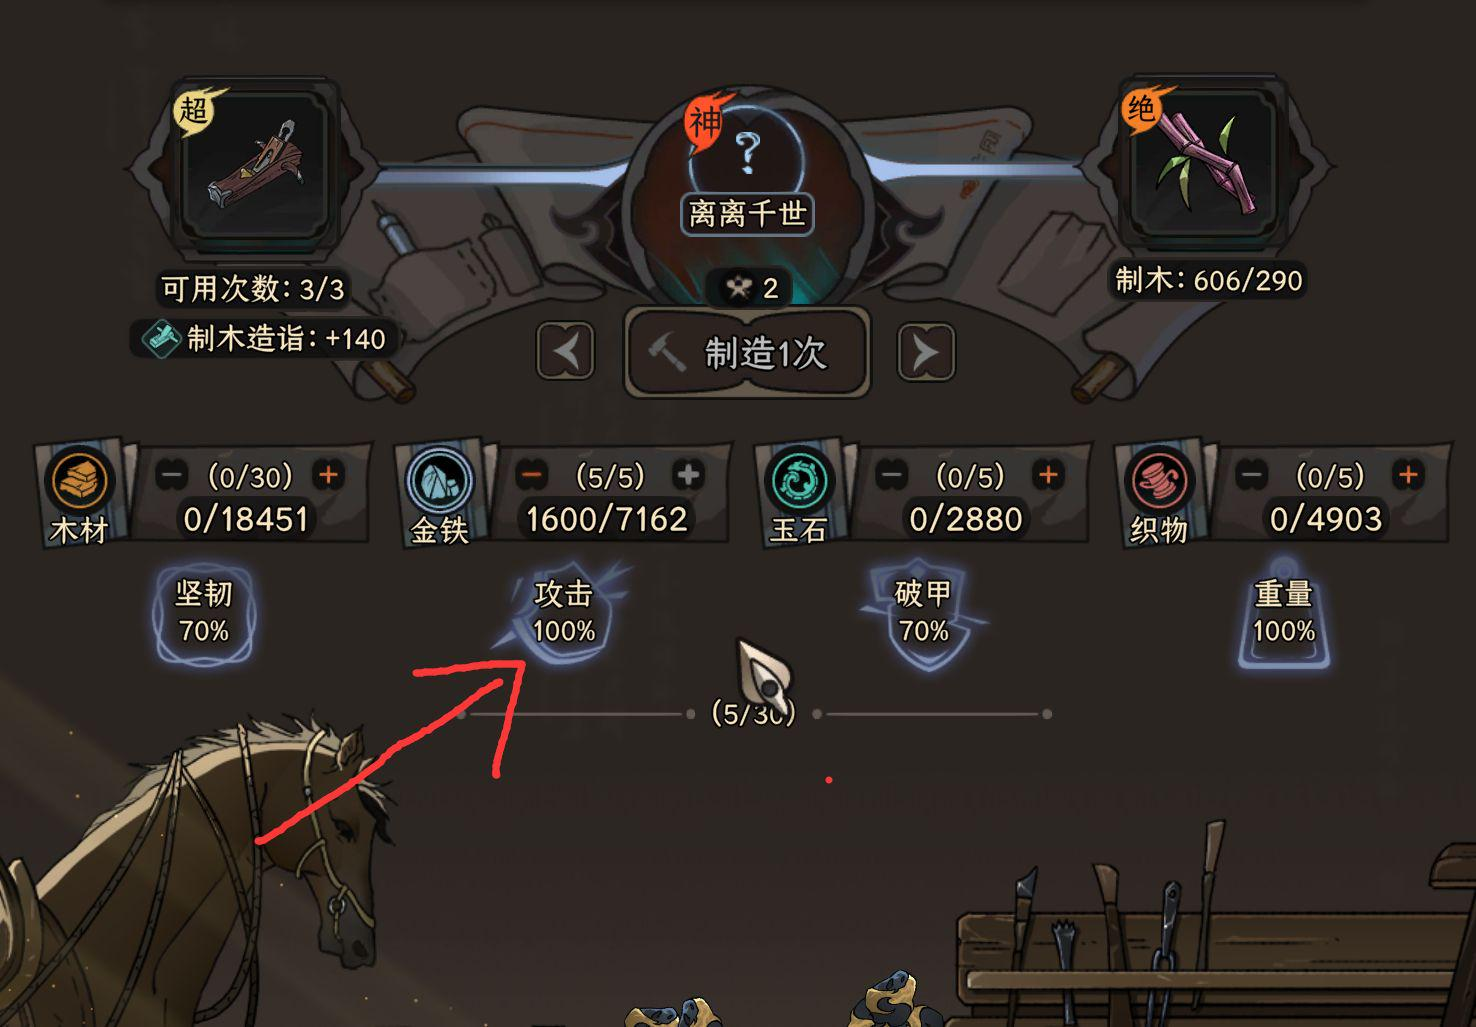 超
神
绝
离离千世
可用次数：3/3
2
制木：606/290
制木造诣：+140
制造1次
(0/30)
(5/5)
(0/5)
(0/5)
木材
0/18451
金铁
1600/7162
玉石
0/2880
织物
0/4903
坚韧
70%
攻击
100%
破甲
70%
重量
100%
(5/30)